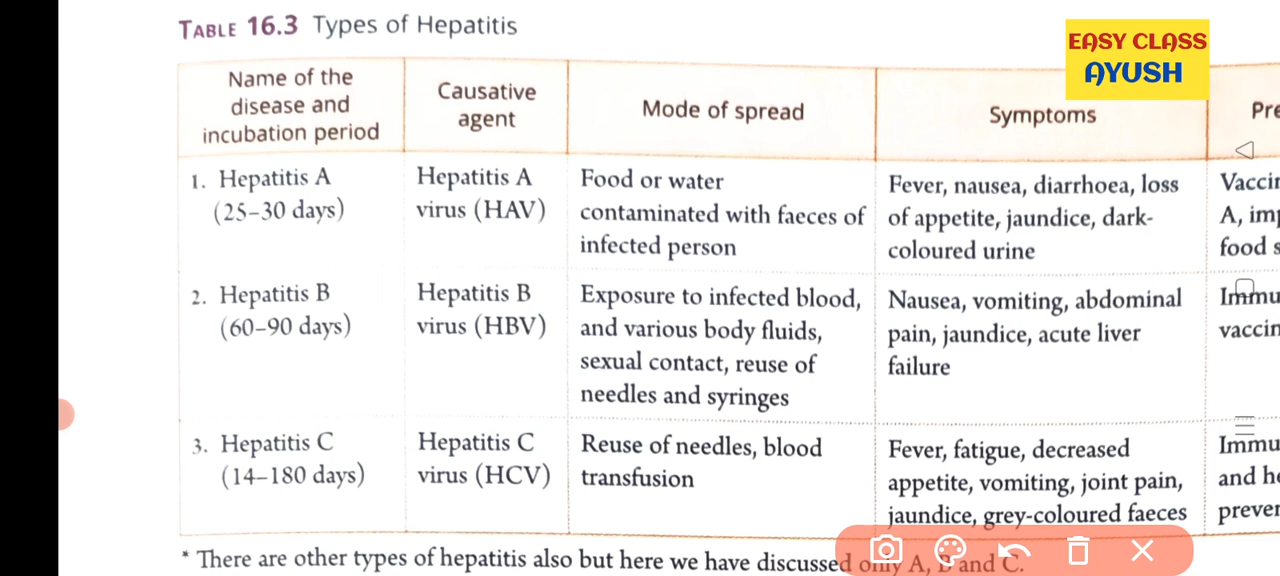 TABLE 16.3 Types of Hepatitis
EASY CLASS
AYUSH
Name of the
disease and
incubation period
Causative
agent
Mode of spread
Symptoms
1. Hepatitis A
(25–30 days)
Hepatitis A
virus (HAV)
Food or water
contaminated with faeces of
infected person
Fever, nausea, diarrhoea, loss
of appetite, jaundice, dark-
coloured urine
A,
food
2. Hepatitis B
(60–90 days)
Hepatitis B
virus (HBV)
Exposure to infected blood,
and various body fluids,
sexual contact, reuse of
needles and syringes
Nausea, vomiting, abdominal
pain, jaundice, acute liver
failure
3. Hepatitis C
(14–180 days)
Hepatitis C
virus (HCV)
Reuse of needles, blood
transfusion
Fever, fatigue, decreased
appetite, vomiting, joint pain,
jaundice, grey-coloured faeces
and
* There are other types of hepatitis also but here we have discussed only A, B and C.